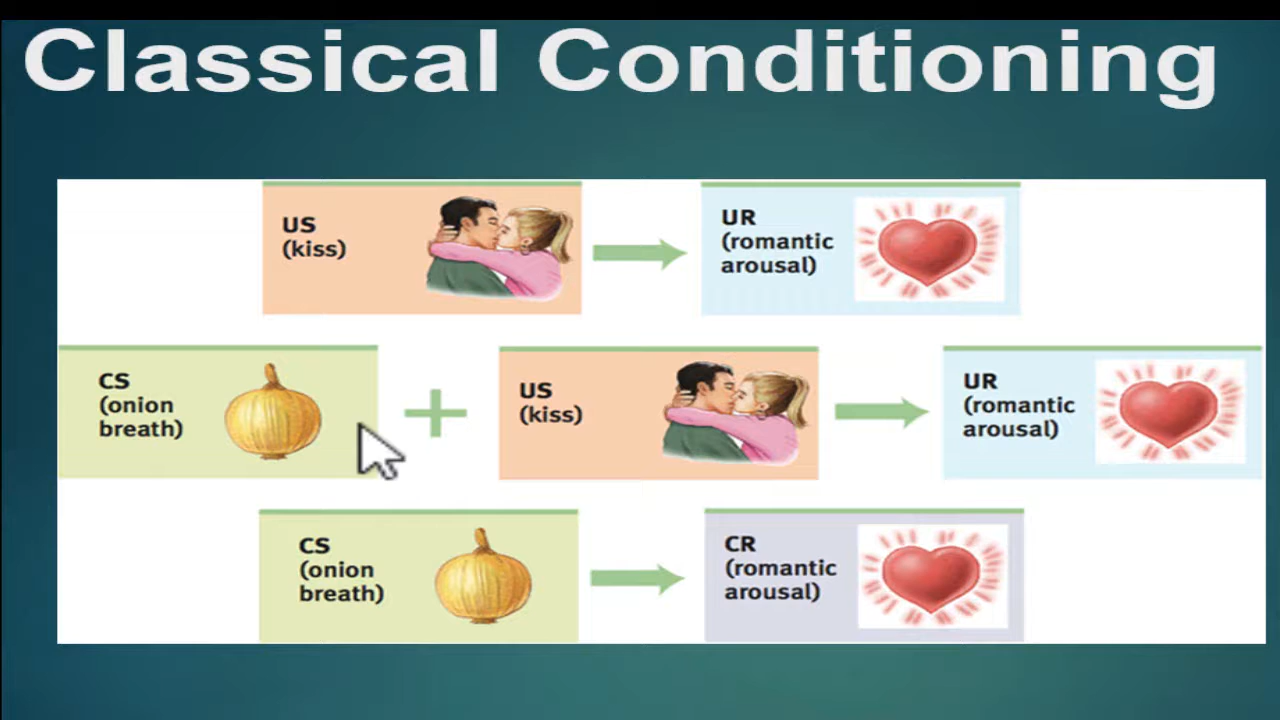 Classical Conditioning
US
(kiss)
UR
(romantic
arousal)
CS
(onion
breath)
US
(kiss)
UR
(romantic
arousal)
CS
(onion
breath)
CR
(romantic
arousal)